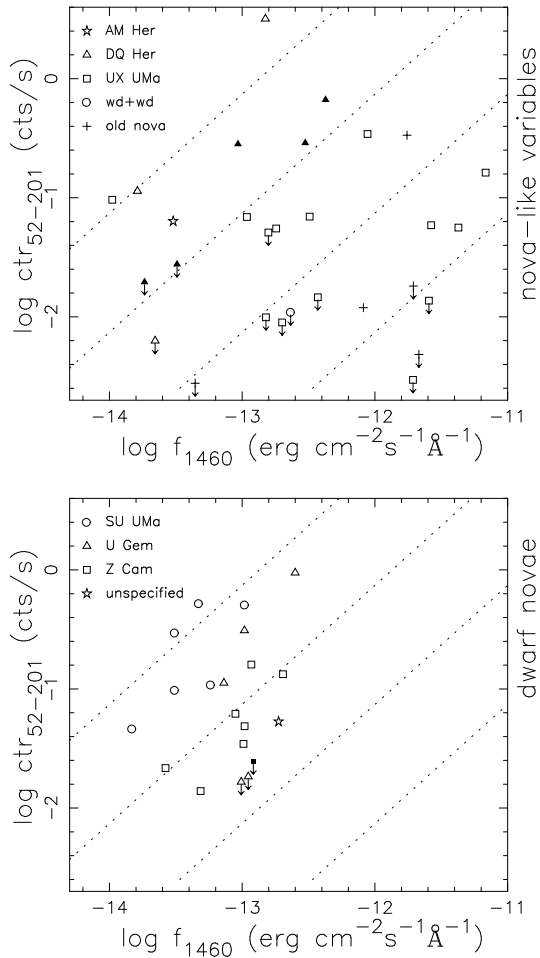 AM Her
DQ Her
UX UMa
wd+wd
old nova
0
−1
−2
log ctr52−201 (cts/s)
nova−like variables
−14 −13 −12 −11
log f1460 (erg cm−2s−1Å−1)
SU UMa
U Gem
Z Cam
unspecified
0
−1
−2
log ctr52−201 (cts/s)
dwarf novae
−14 −13 −12 −11
log f1460 (erg cm−2s−1Å−1)